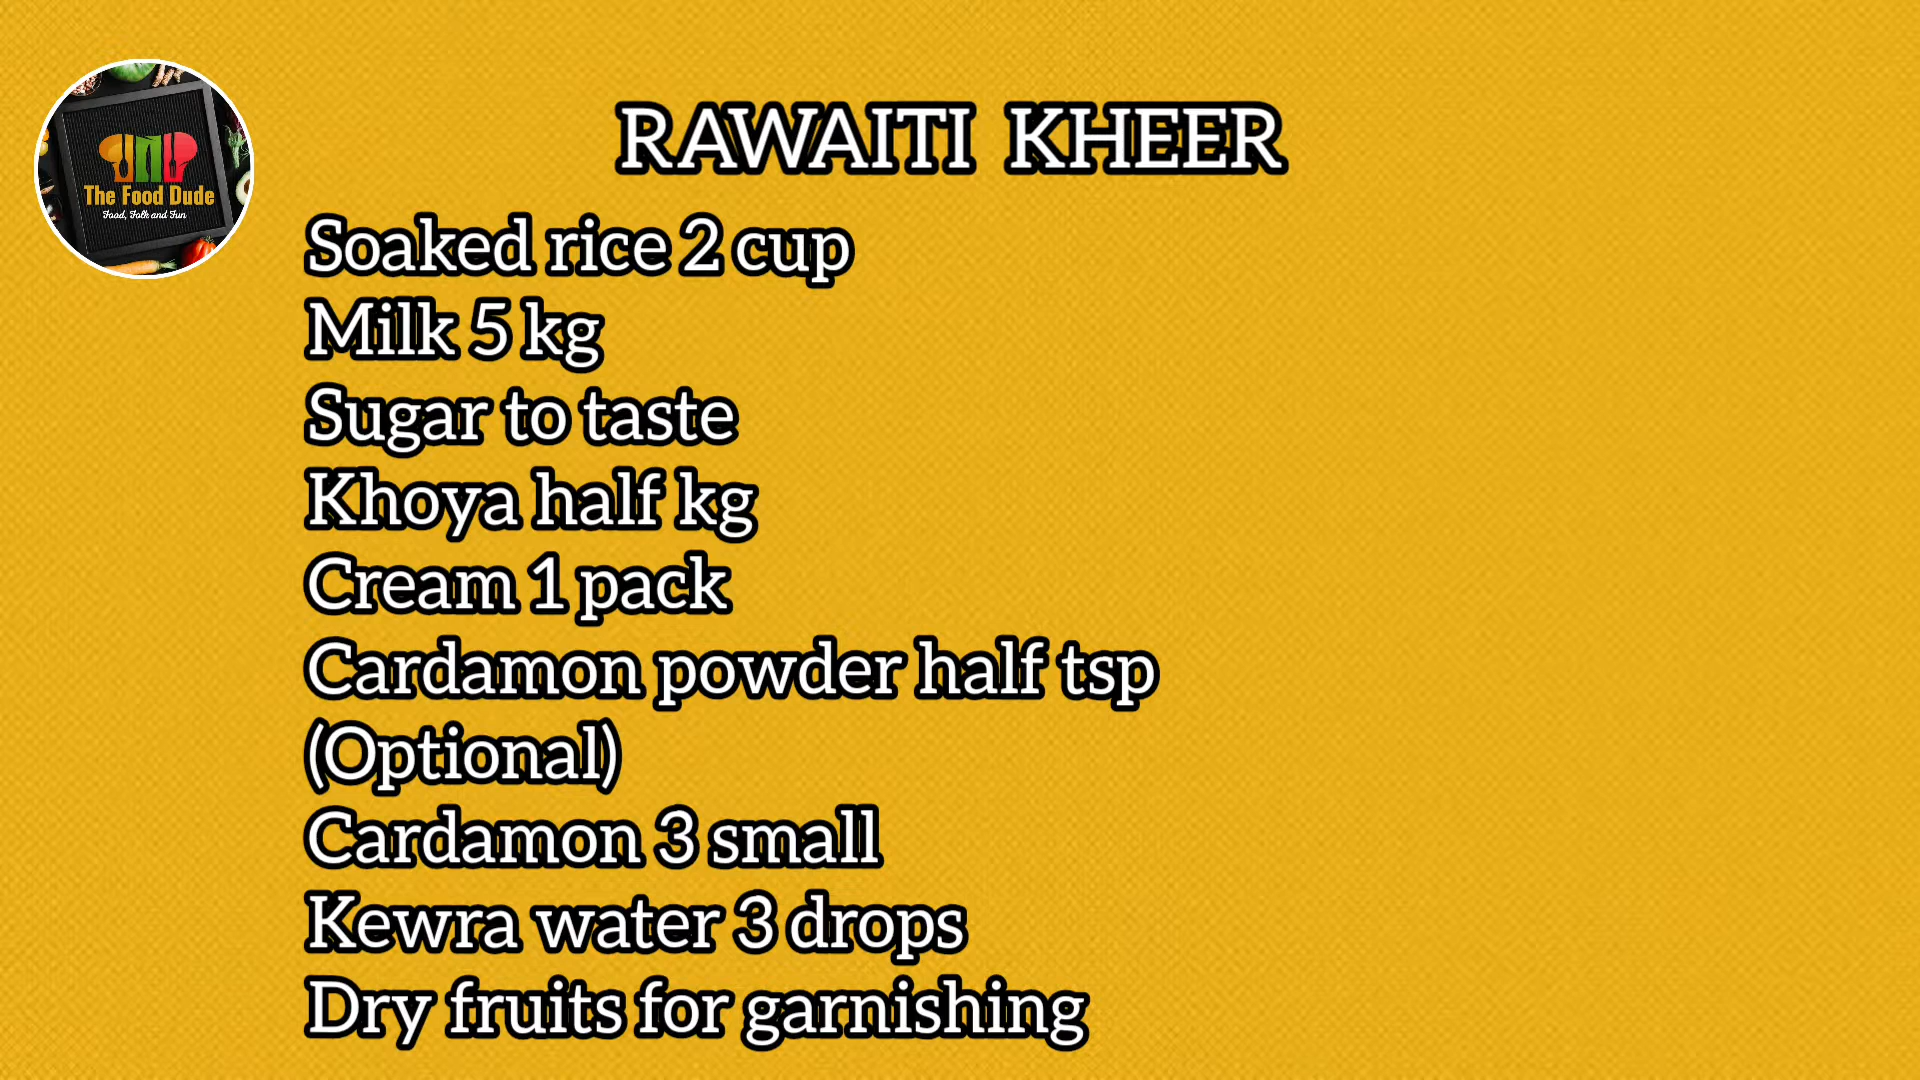 The Food Dude
Food, Folk and Fun
RAWAITI KHEER
Soaked rice 2 cup
Milk 5 kg
Sugar to taste
Khoya half kg
Cream 1 pack
Cardamon powder half tsp
(Optional)
Cardamon 3 small
Kewra water 3 drops
Dry fruits for garnishing